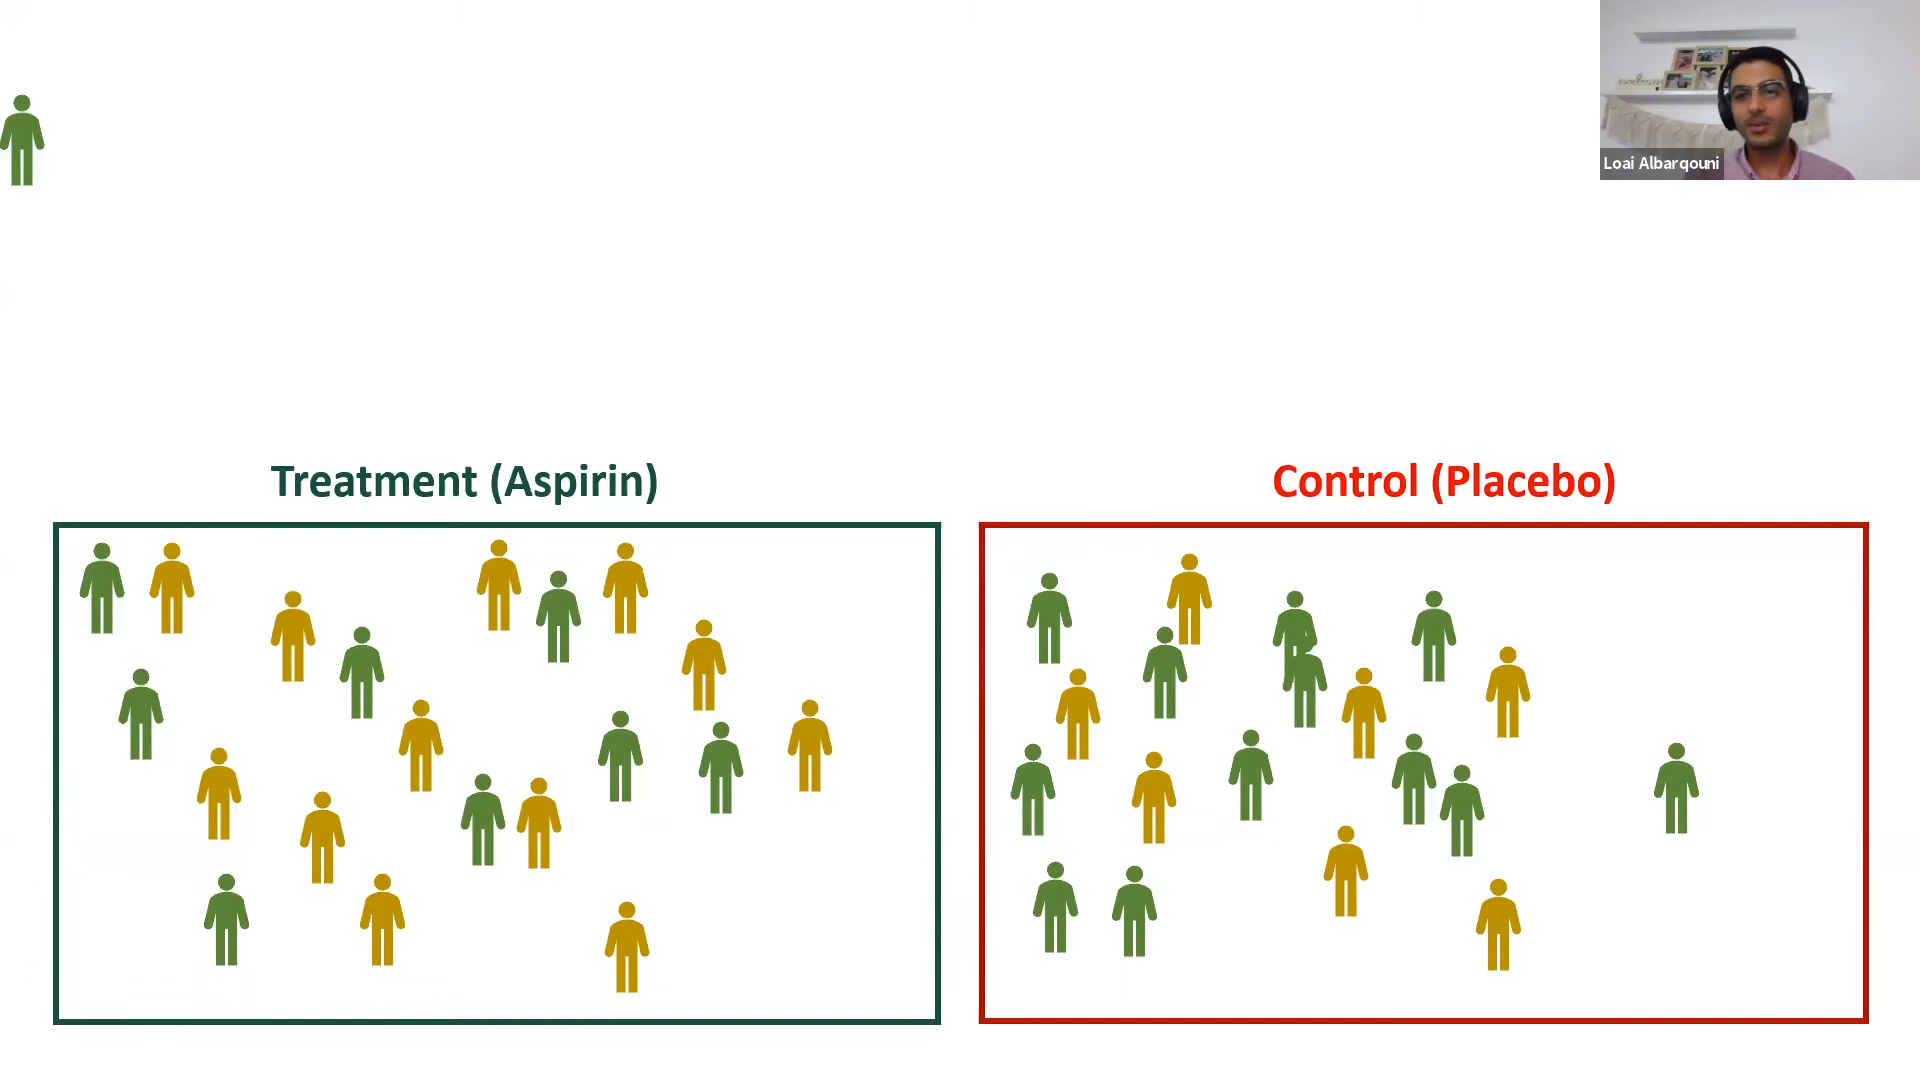 Loai Albarqouni
Treatment (Aspirin)
Control (Placebo)